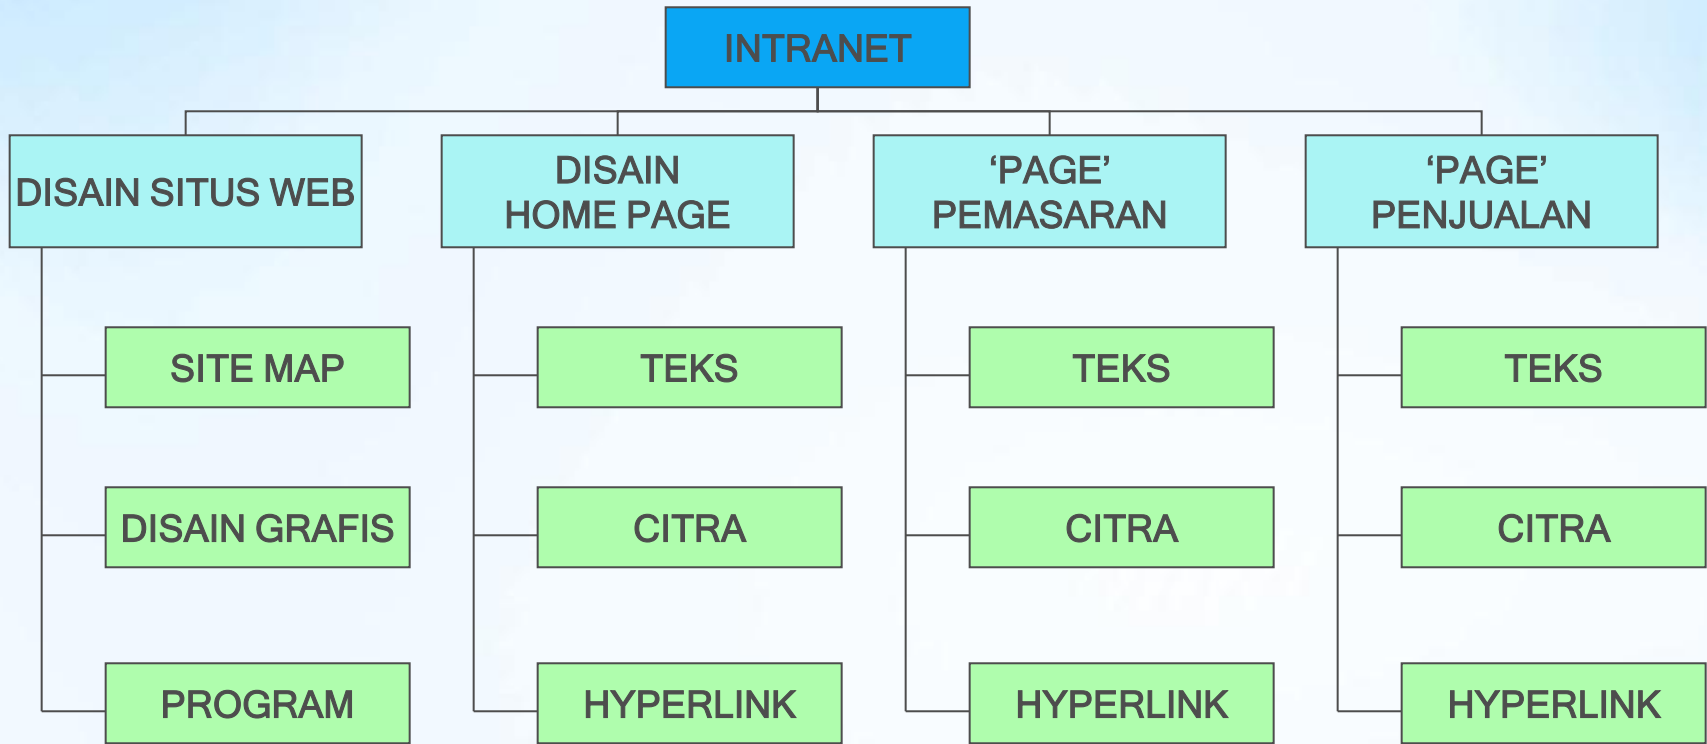 INTRANET
DISAIN SITUS WEB
DISAIN
HOME PAGE
‘PAGE’
PEMASARAN
‘PAGE’
PENJUALAN
SITE MAP
TEKS
TEKS
TEKS
DISAIN GRAFIS
CITRA
CITRA
CITRA
PROGRAM
HYPERLINK
HYPERLINK
HYPERLINK